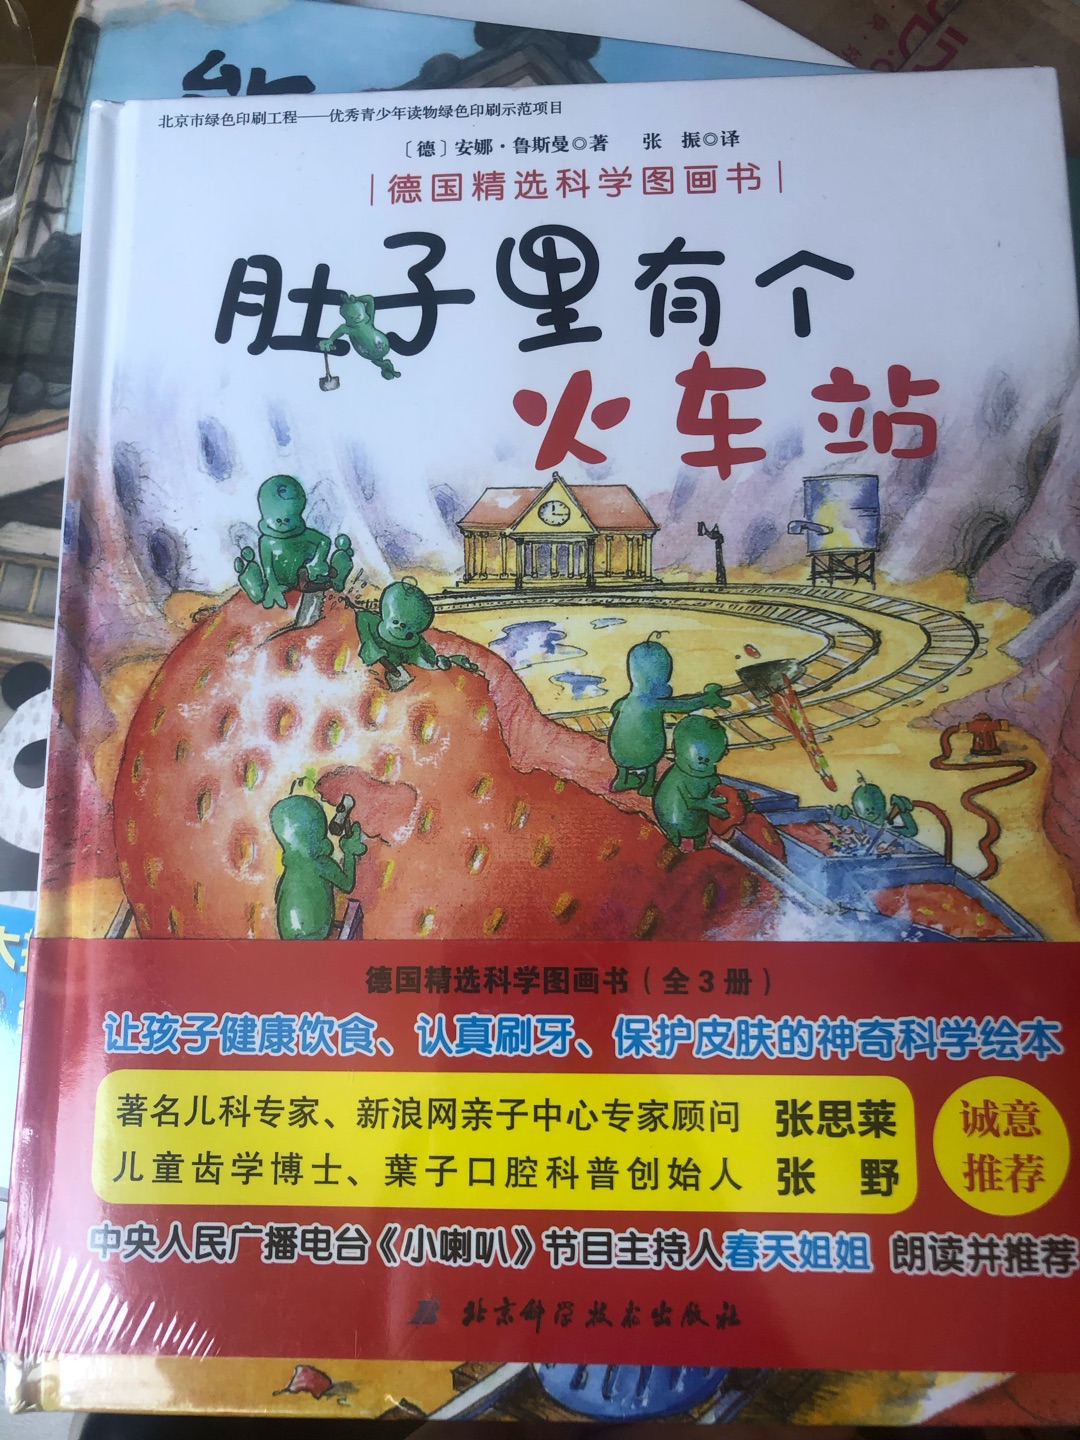 北京市绿色印刷工程——优秀青少年读物绿色印刷示范项目
〔德〕安娜·鲁斯曼◎著 张 振◎译
德国精选科学图画书
肚子里有个
火车站
德国精选科学图画书（全3册）
让孩子健康饮食、认真刷牙、保护皮肤的神奇科学绘本
著名儿科专家、新浪网亲子中心专家顾问 张思莱
儿童齿学博士、葉子口腔科普创始人 张 野
诚意
推荐
中央人民广播电台《小喇叭》节目主持人春天姐姐 朗读并推荐
北京科学技术出版社